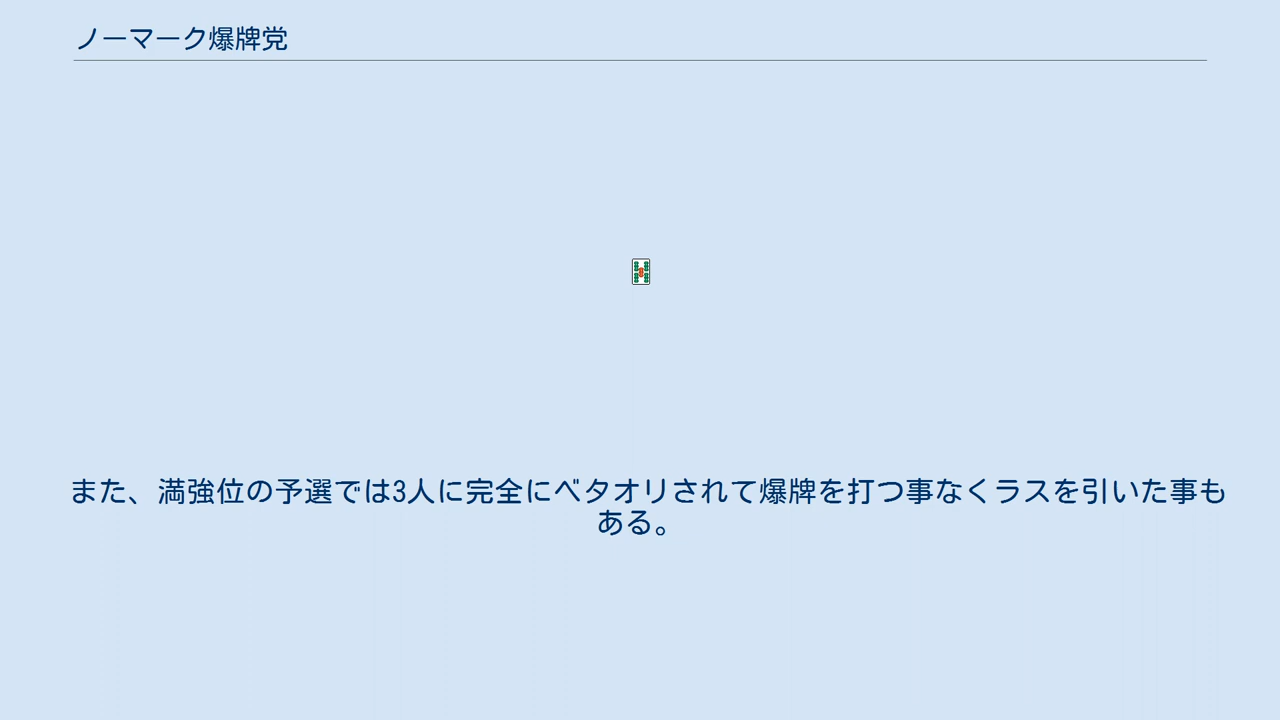 ノーマーク爆牌党
また、満強位の予選では3人に完全にベタオリされて爆牌を打つ事なくラスを引いた事も
ある。